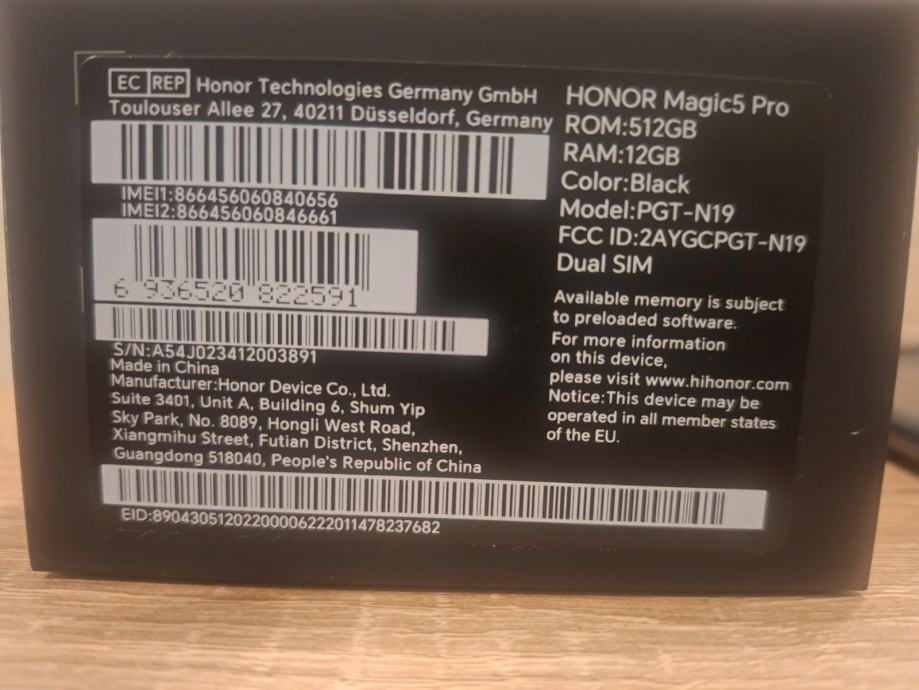 EC REP Honor Technologies Germany GmbH
Toulouser Allee 27, 40211 Düsseldorf, Germany
IMEI1:866456060840656
IMEI2:866456060846661
6 936520 822591
S/N:A54J023412003891
Made in China
Manufacturer:Honor Device Co., Ltd.
Suite 3401, Unit A, Building 6, Shum Yip
Sky Park, No. 8089, Hongli West Road,
Xiangmihu Street, Futian District, Shenzhen,
Guangdong 518040, People's Republic of China
EID:89043051202200006222011478237682
HONOR Magic5 Pro
ROM:512GB
RAM:12GB
Color:Black
Model:PGT-N19
FCC ID:2AYGCPGT-N19
Dual SIM
Available memory is subject
to preloaded software.
For more information
on this device,
please visit www.hihonor.com
Notice:This device may be
operated in all member states
of the EU.